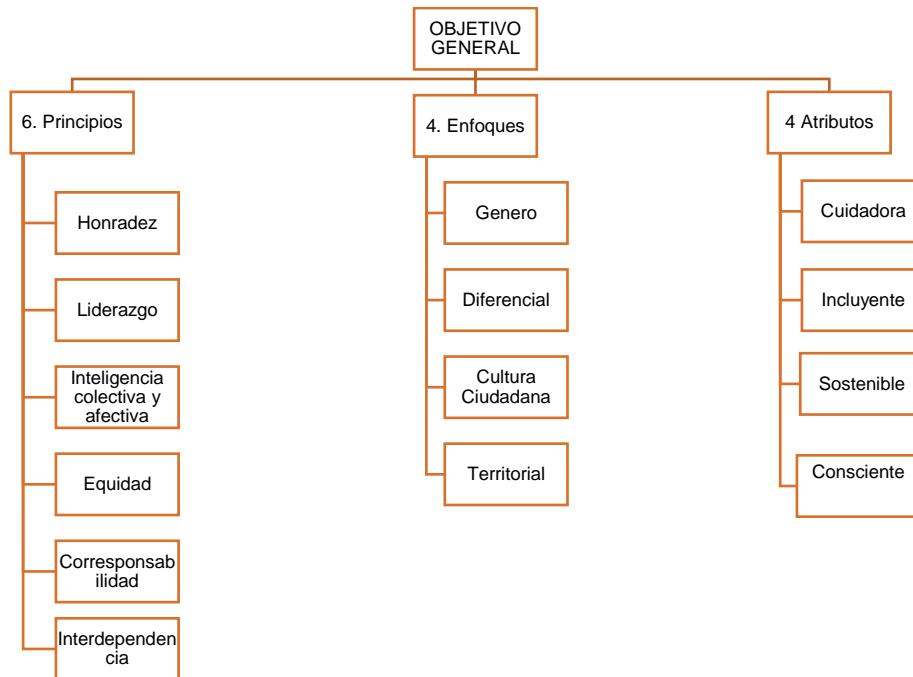 OBJETIVO
GENERAL
6. Principios
Honradez
Liderazgo
Inteligencia
colectiva y
afectiva
Equidad
Corresponsab
ilidad
Interdependen
cia
4. Enfoques
Genero
Diferencial
Cultura
Ciudadana
Territorial
4 Atributos
Cuidadora
Incluyente
Sostenible
Consciente